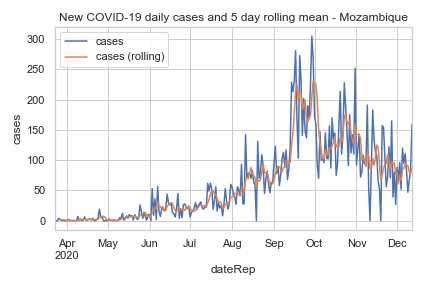 New COVID-19 daily cases and 5 day rolling mean - Mozambique
cases
cases (rolling)
cases
300
250
200
150
100
50
0
Apr May Jun Jul Aug Sep Oct Nov Dec
2020
dateRep